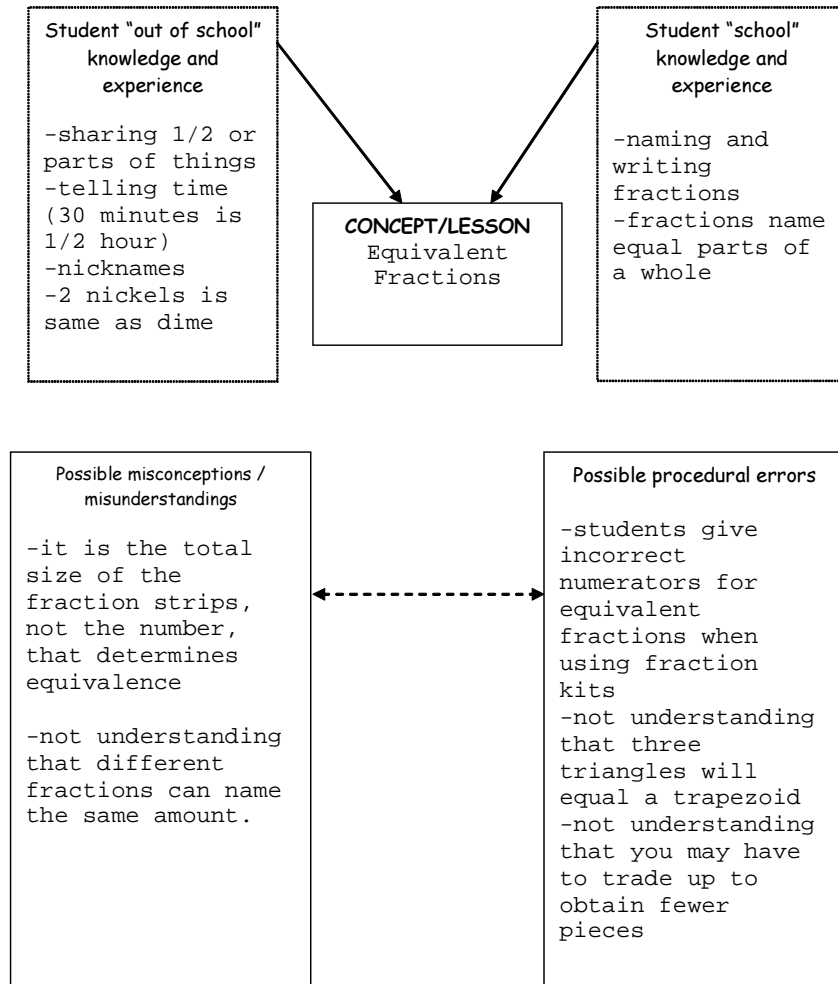 Student “out of school”
knowledge and
experience
-sharing 1/2 or
parts of things
-telling time
(30 minutes is
1/2 hour)
-nicknames
-2 nickels is
same as dime
CONCEPT/LESSON
Equivalent
Fractions
Student “school”
knowledge and
experience
-naming and
writing
fractions
-fractions name
equal parts of
a whole
Possible misconceptions /
misunderstandings
-it is the total
size of the
fraction strips,
not the number,
that determines
equivalence
-not understanding
that different
fractions can name
the same amount.
Possible procedural errors
-students give
incorrect
numerators for
equivalent
fractions when
using fraction
kits
-not understanding
that three
triangles will
equal a trapezoid
-not understanding
that you may have
to trade up to
obtain fewer
pieces